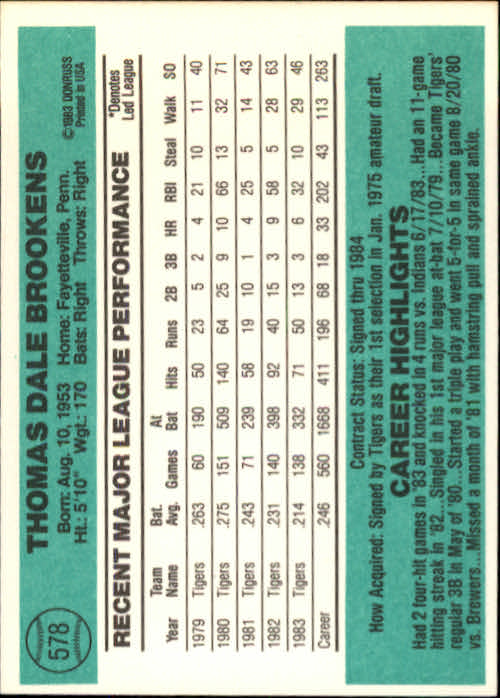 578
THOMAS DALE BROOKENS
©1983 DONRUSS
Printed in USA
Born: Aug. 10, 1953 Home: Fayetteville, Penn.
Ht.: 5'10" Wgt.: 170 Bats: Right Throws: Right
RECENT MAJOR LEAGUE PERFORMANCE
*Denotes
Led League
Year Team Name Bat. Avg. Games At Bat Hits Runs 2B 3B HR RBI Steal Walk SO
1979 Tigers .263 60 190 50 23 5 2 4 21 10 11 40
1980 Tigers .275 151 509 140 64 25 9 10 66 13 32 71
1981 Tigers .243 71 239 58 19 10 1 4 25 5 14 43
1982 Tigers .231 140 398 92 40 15 3 9 58 5 28 63
1983 Tigers .214 138 332 71 50 13 3 6 32 10 29 46
Career .246 560 1668 411 196 68 18 33 202 43 113 263
Contract Status: Signed thru 1984
How Acquired: Signed by Tigers as their 1st selection in Jan. 1975 amateur draft.
CAREER HIGHLIGHTS
Had 2 four-hit games in '83 and knocked in 4 runs vs. Indians 6/17/83...Had an 11-game
hitting streak in '82...Singled in his 1st major league at-bat 7/10/79...Became Tigers'
regular 3B in May of '80...Started a triple play and went 5-for-5 in same game 8/20/80
vs. Brewers...Missed a month of '81 with hamstring pull and sprained ankle.